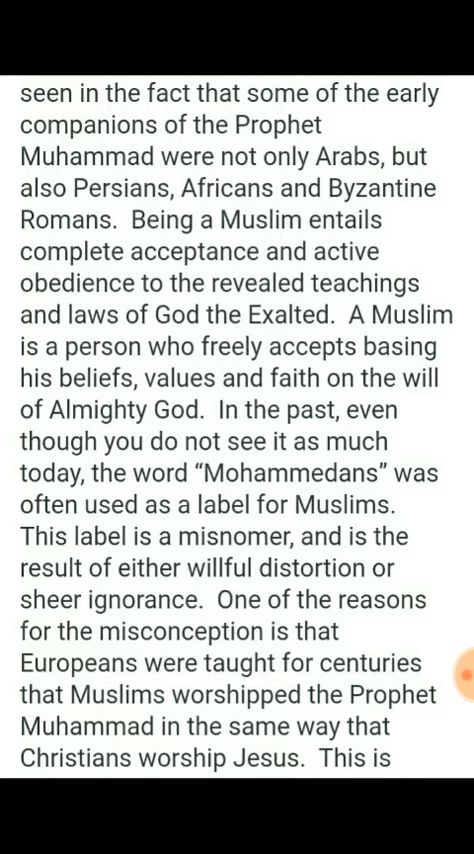 seen in the fact that some of the early
companions of the Prophet
Muhammad were not only Arabs, but
also Persians, Africans and Byzantine
Romans.  Being a Muslim entails
complete acceptance and active
obedience to the revealed teachings
and laws of God the Exalted.  A Muslim
is a person who freely accepts basing
his beliefs, values and faith on the will
of Almighty God.  In the past, even
though you do not see it as much
today, the word “Mohammedans” was
often used as a label for Muslims.
This label is a misnomer, and is the
result of either willful distortion or
sheer ignorance.  One of the reasons
for the misconception is that
Europeans were taught for centuries
that Muslims worshipped the Prophet
Muhammad in the same way that
Christians worship Jesus.  This is